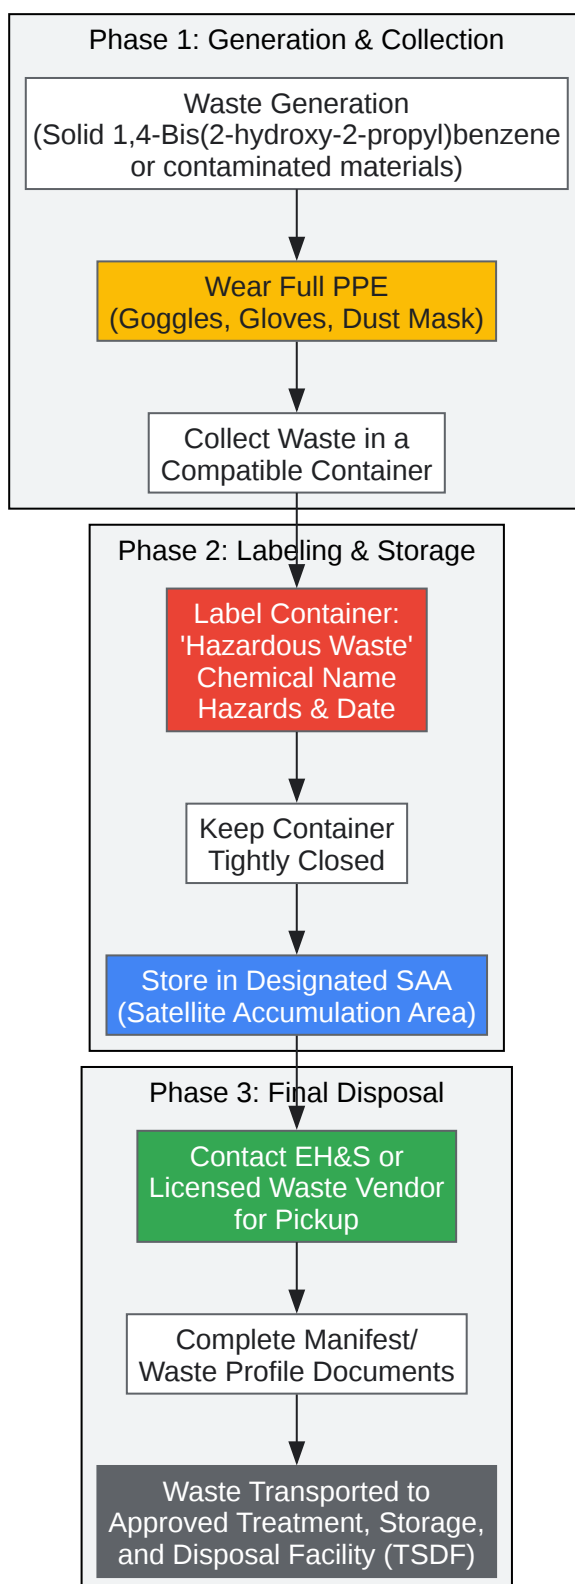 Phase 1: Generation & Collection
Waste Generation
(Solid 1,4-Bis(2-hydroxy-2-propyl)benzene
or contaminated materials)
Wear Full PPE
(Goggles, Gloves, Dust Mask)
Collect Waste in a
Compatible Container
Phase 2: Labeling & Storage
Label Container:
'Hazardous Waste'
Chemical Name
Hazards & Date
Keep Container
Tightly Closed
Store in Designated SAA
(Satellite Accumulation Area)
Phase 3: Final Disposal
Contact EH&S or
Licensed Waste Vendor
for Pickup
Complete Manifest/
Waste Profile Documents
Waste Transported to
Approved Treatment, Storage,
and Disposal Facility (TSDF)